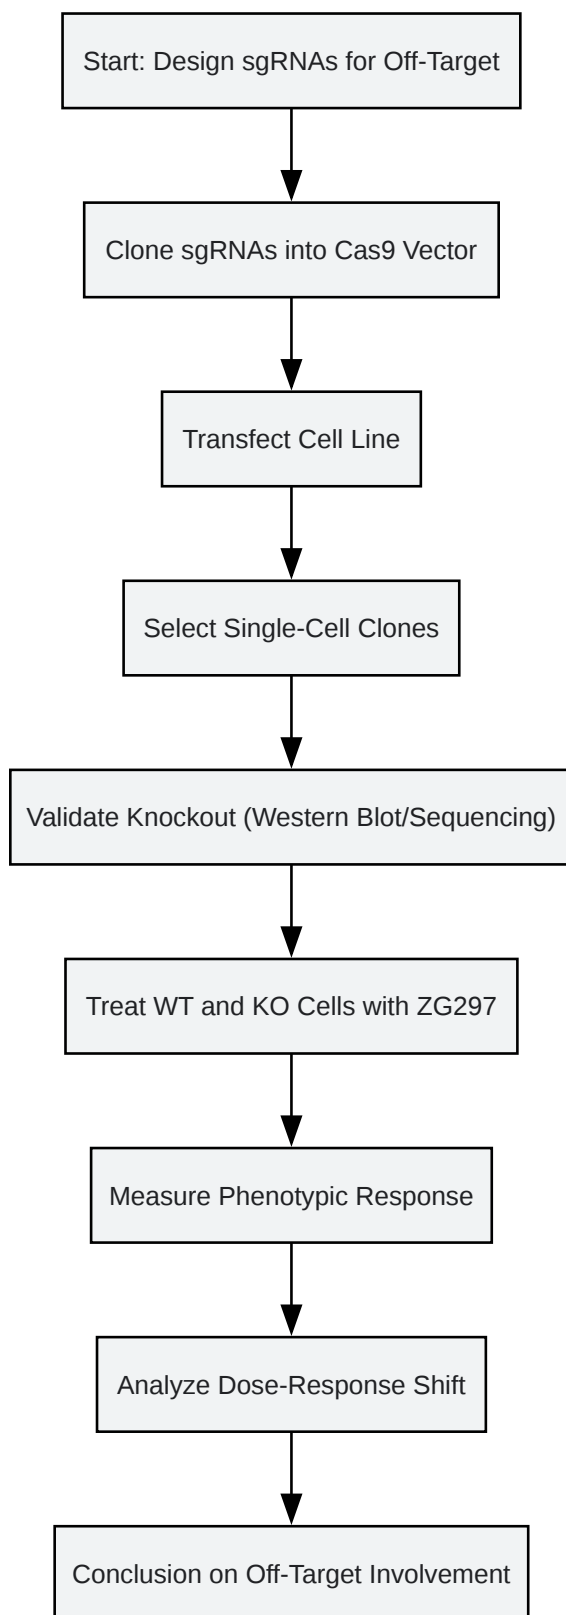 Start: Design sgRNAs for Off-Target
Clone sgRNAs into Cas9 Vector
Transfect Cell Line
Select Single-Cell Clones
Validate Knockout (Western Blot/Sequencing)
Treat WT and KO Cells with ZG297
Measure Phenotypic Response
Analyze Dose-Response Shift
Conclusion on Off-Target Involvement